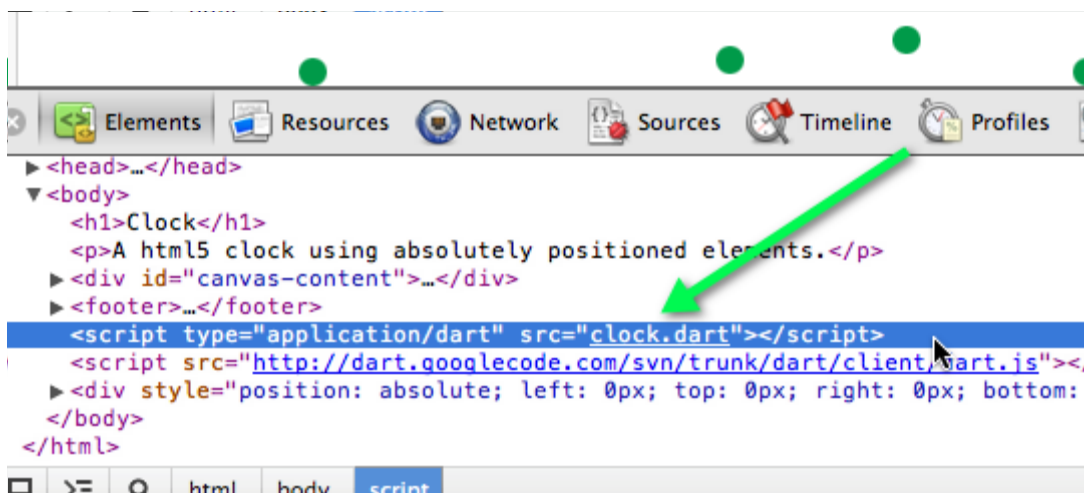 Elements Resources Network Sources Timeline Profiles
▶<head>…</head>
▼<body>
<h1>Clock</h1>
<p>A html5 clock using absolutely positioned elements.</p>
▶<div id="canvas-content">…</div>
▶<footer>…</footer>
<script type="application/dart" src="clock.dart"></script>
<script src="http://dart.googlecode.com/svn/trunk/dart/client/dart.js"></
▶<div style="position: absolute; left: 0px; top: 0px; right: 0px; bottom:
</body>
</html>
html body script